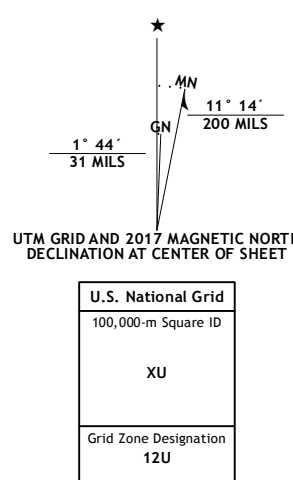 ★
MN
GN
11° 14´
200 MILS
1° 44´
31 MILS
UTM GRID AND 2017 MAGNETIC NORTH
DECLINATION AT CENTER OF SHEET
U.S. National Grid
100,000-m Square ID
XU
Grid Zone Designation
12U